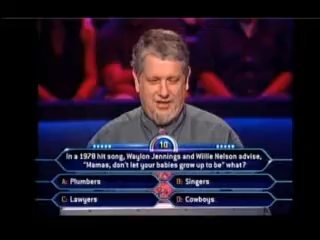 10
In a 1978 hit song, Waylon Jennings and Willie Nelson advise,
"Mamas, don't let your babies grow up to be" what?
A: Plumbers
B: Singers
C: Lawyers
D: Cowboys